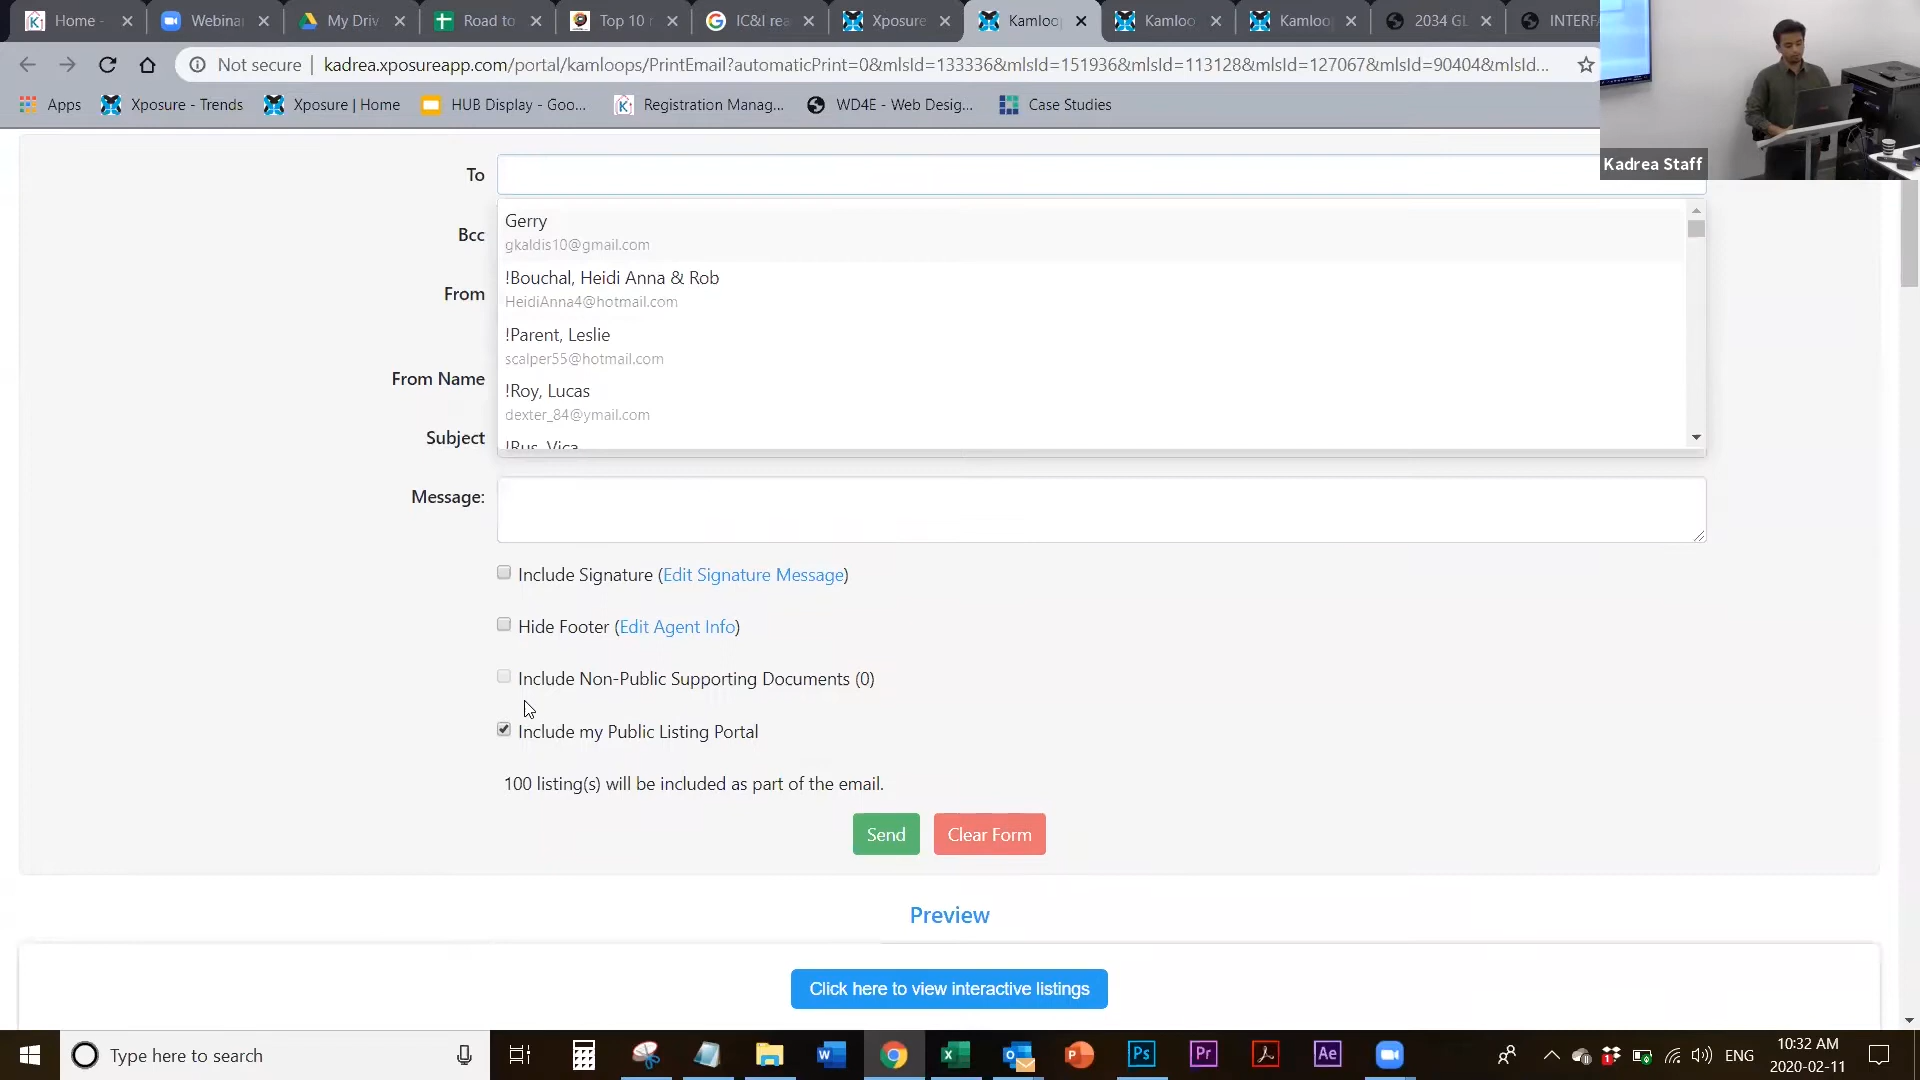 Home - Webinar My Driv Road to Top 10 r IC&I rea Xposure Kamloo Kamloo Kamloo 2034 GL INTERF
Not secure kadrea.xposureapp.com/portal/kamloops/PrintEmail?automaticPrint=0&mlsId=133336&mlsId=151936&mlsId=113128&mlsId=127067&mlsId=90404&mlsId...
Apps Xposure - Trends Xposure | Home HUB Display - Goo... Registration Manag... WD4E - Web Desig... Case Studies
Kadrea Staff
To
Gerry
gkaldis10@gmail.com
Bcc
!Bouchal, Heidi Anna & Rob
HeidiAnna4@hotmail.com
From
!Parent, Leslie
scalper55@hotmail.com
From Name
!Roy, Lucas
dexter_84@ymail.com
Subject
!Rus, Vica
Message:
Include Signature (Edit Signature Message)
Hide Footer (Edit Agent Info)
Include Non-Public Supporting Documents (0)
Include my Public Listing Portal
100 listing(s) will be included as part of the email.
Send Clear Form
Preview
Click here to view interactive listings
Type here to search
ENG
10:32 AM
2020-02-11